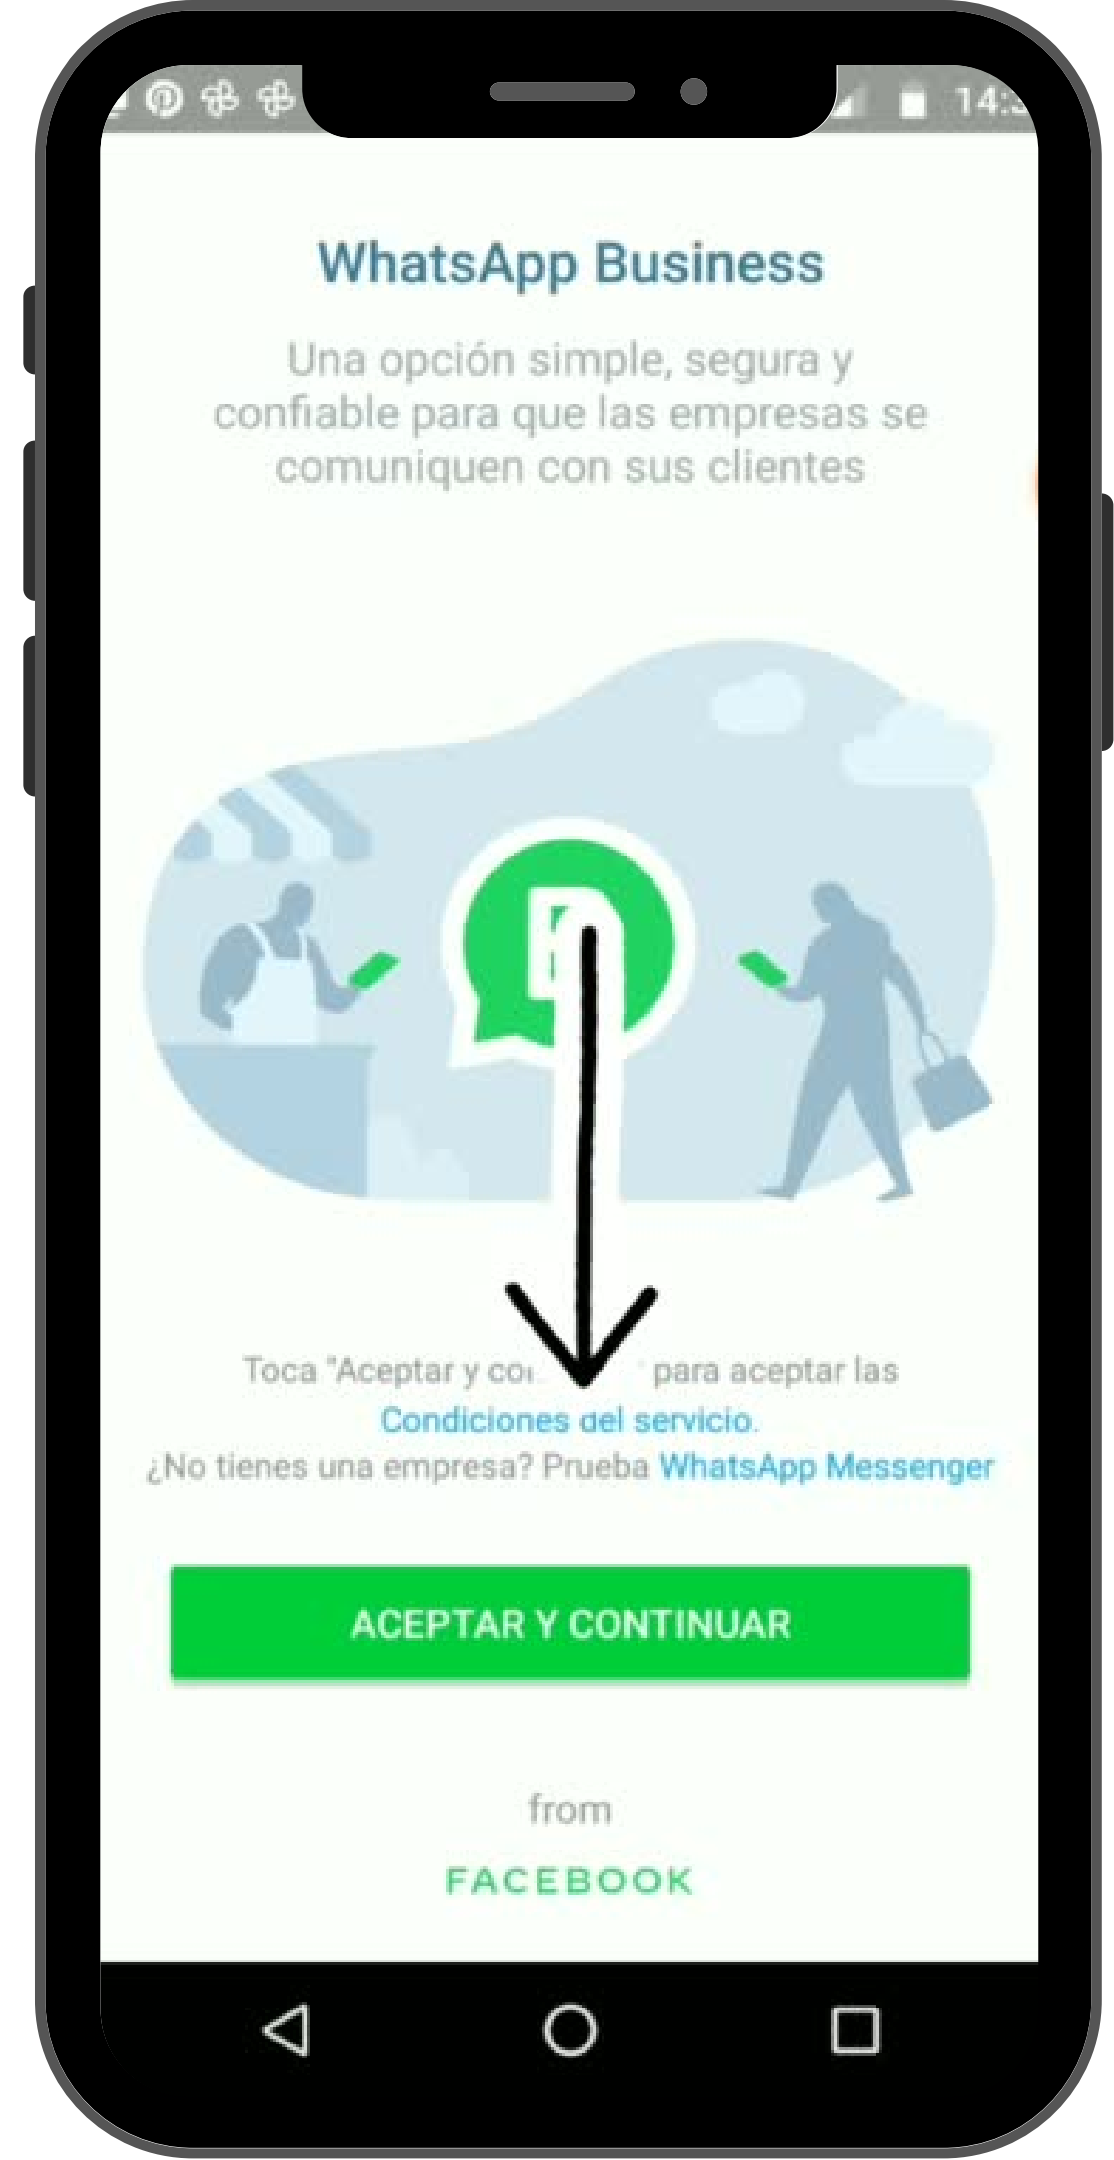 WhatsApp Business
Una opción simple, segura y
confiable para que las empresas se
comuniquen con sus clientes
Toca "Aceptar y para aceptar las
Condiciones del servicio.
¿No tienes una empresa? Prueba WhatsApp Messenger
ACEPTAR Y CONTINUAR
from
FACEBOOK